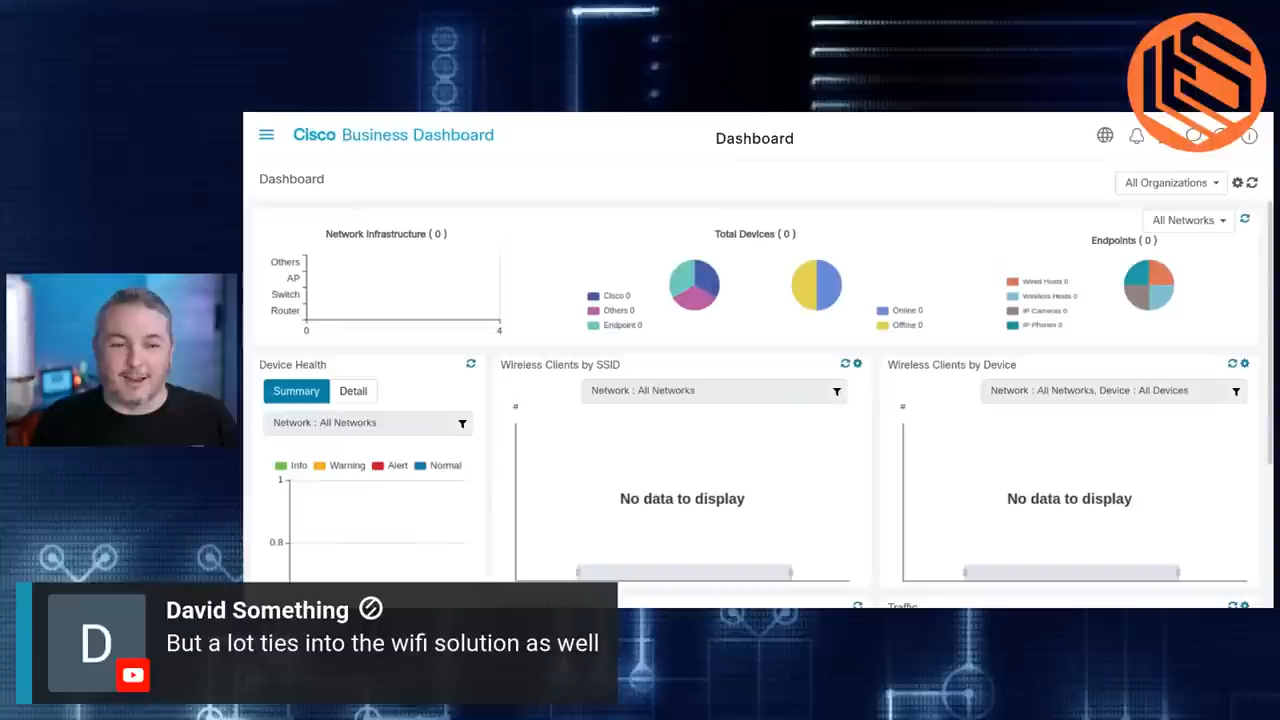 Cisco Business Dashboard
Dashboard
Dashboard
All Organizations
All Networks
Network Infrastructure ( 0 )
Others
AP
Switch
Router
0
4
Total Devices ( 0 )
Cisco 0
Others 0
Endpoint 0
Online 0
Offline 0
Endpoints ( 0 )
Wired Hosts 0
Wireless Hosts 0
IP Cameras 0
IP Phones 0
Device Health
Summary
Detail
Network : All Networks
Info
Warning
Alert
Normal
1
0.8
Wireless Clients by SSID
Network : All Networks
#
No data to display
Wireless Clients by Device
Network : All Networks, Device : All Devices
#
No data to display
Traffic
D
David Something
But a lot ties into the wifi solution as well